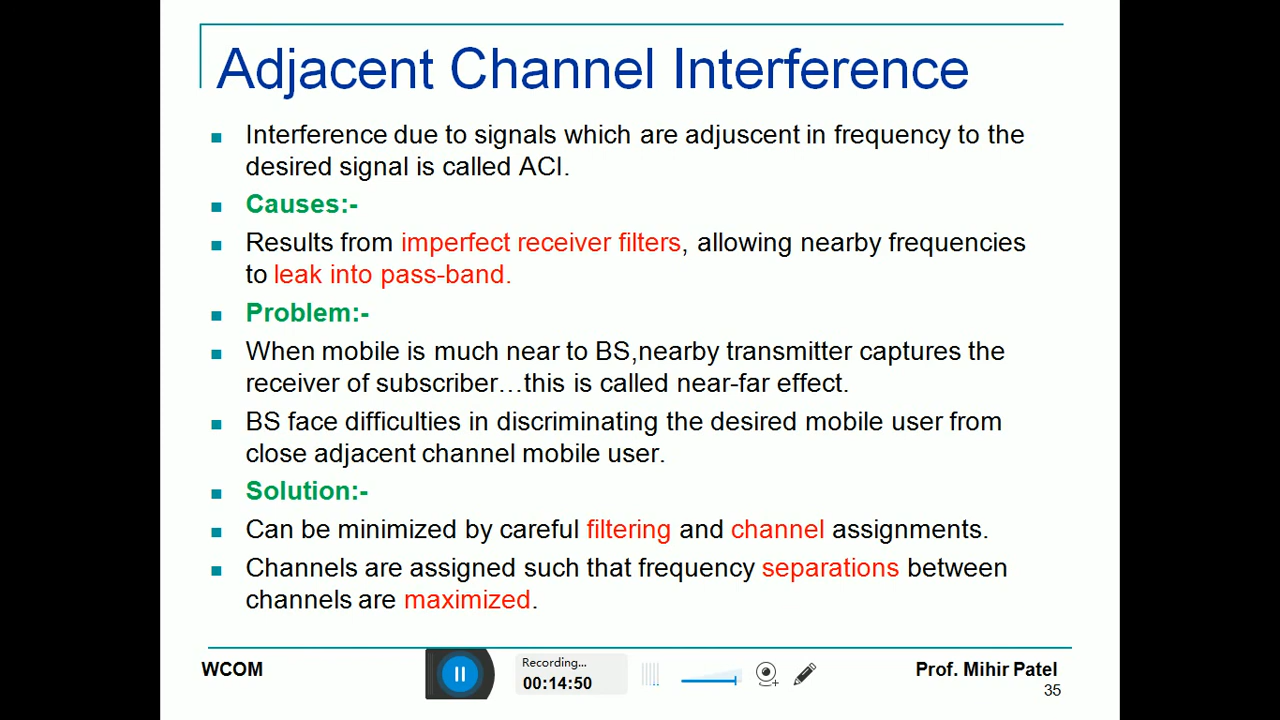 Adjacent Channel Interference
Interference due to signals which are adjuscent in frequency to the
desired signal is called ACI.
Causes:-
Results from imperfect receiver filters, allowing nearby frequencies
to leak into pass-band.
Problem:-
When mobile is much near to BS,nearby transmitter captures the
receiver of subscriber…this is called near-far effect.
BS face difficulties in discriminating the desired mobile user from
close adjacent channel mobile user.
Solution:-
Can be minimized by careful filtering and channel assignments.
Channels are assigned such that frequency separations between
channels are maximized.
WCOM
Recording...
00:14:50
Prof. Mihir Patel
35